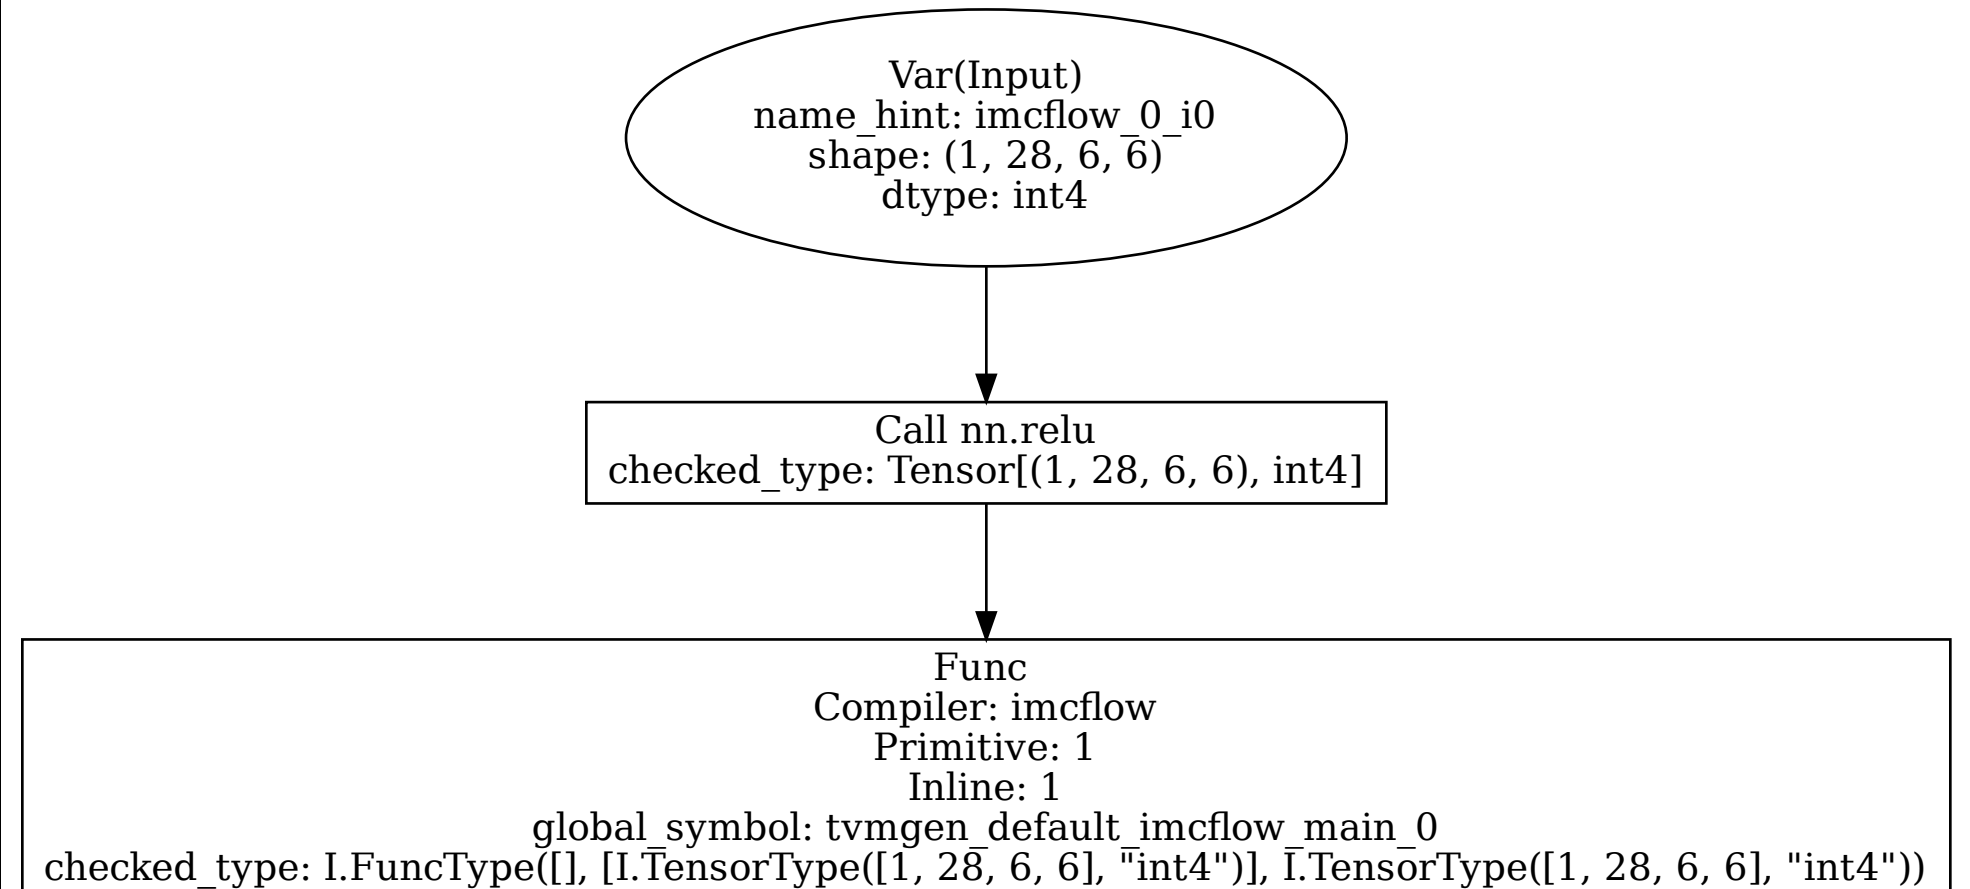 Var(Input)
name_hint: imcflow_0_i0
shape: (1, 28, 6, 6)
dtype: int4
Call nn.relu
checked_type: Tensor[(1, 28, 6, 6), int4]
Func
Compiler: imcflow
Primitive: 1
Inline: 1
global_symbol: tvmgen_default_imcflow_main_0
checked_type: I.FuncType([], [I.TensorType([1, 28, 6, 6], "int4")], I.TensorType([1, 28, 6, 6], "int4"))